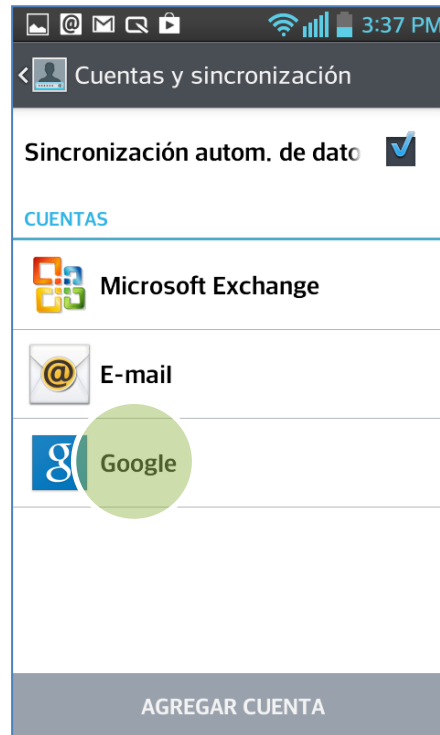 3:37 PM
Cuentas y sincronización
Sincronización autom. de dato
CUENTAS
Microsoft Exchange
E-mail
Google
AGREGAR CUENTA